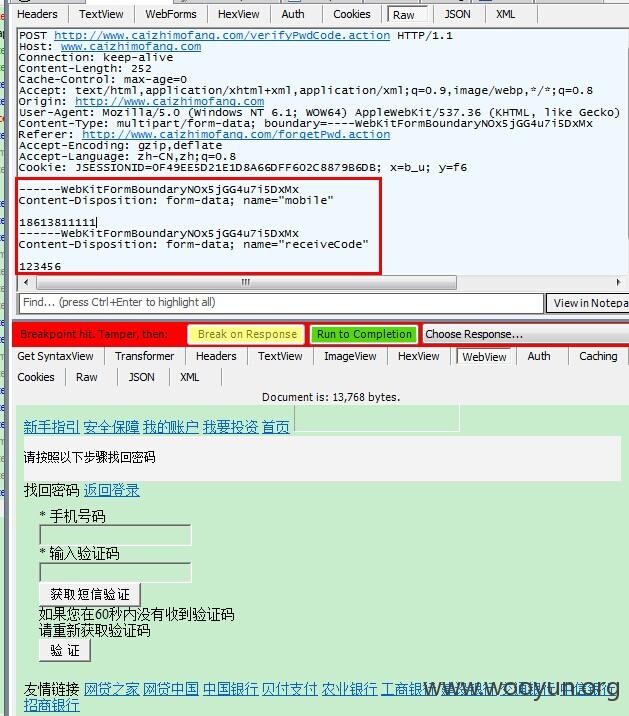 Headers TextView WebForms HexView Auth Cookies Raw JSON XML
POST http://www.caizhimofang.com/verifyPwdCode.action HTTP/1.1
Host: www.caizhimofang.com
Connection: keep-alive
Content-Length: 252
Cache-Control: max-age=0
Accept: text/html,application/xhtml+xml,application/xml;q=0.9,image/webp,*/*;q=0.8
Origin: http://www.caizhimofang.com
User-Agent: Mozilla/5.0 (Windows NT 6.1; WOW64) AppleWebKit/537.36 (KHTML, like Gecko)
Content-Type: multipart/form-data; boundary=----WebKitFormBoundaryNOx5jGG4u7i5DxMx
Referer: http://www.caizhimofang.com/forgetPwd.action
Accept-Encoding: gzip,deflate
Accept-Language: zh-CN,zh;q=0.8
Cookie: JSESSIONID=0F49EE5D21E1D8A66DFF602C8879B6DB; x=b_u; y=f6
------WebKitFormBoundaryNOx5jGG4u7i5DxMx
Content-Disposition: form-data; name="mobile"
18613811111
------WebKitFormBoundaryNOx5jGG4u7i5DxMx
Content-Disposition: form-data; name="receiveCode"
123456
Find... (press Ctrl+Enter to highlight all) View in Notepa
Breakpoint hit. Tamper, then: Break on Response Run to Completion Choose Response...
Get SyntaxView Transformer Headers TextView ImageView HexView WebView Auth Caching
Cookies Raw JSON XML
Document is: 13,768 bytes.
新手指引 安全保障 我的账户 我要投资 首页
请按照以下步骤找回密码
找回密码 返回登录
* 手机号码
* 输入验证码
获取短信验证
如果您在60秒内没有收到验证码
请重新获取验证码
验 证
友情链接 网贷之家 网贷中国 中国银行 贝付支付 农业银行 工商银行 建设银行 交通银行 中信银行
招商银行
www.wooyun.org